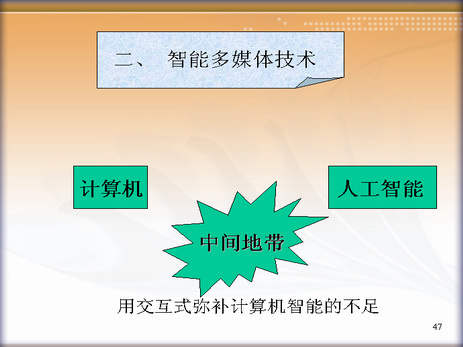 二、 智能多媒体技术
计算机
人工智能
中间地带
用交互式弥补计算机智能的不足
47